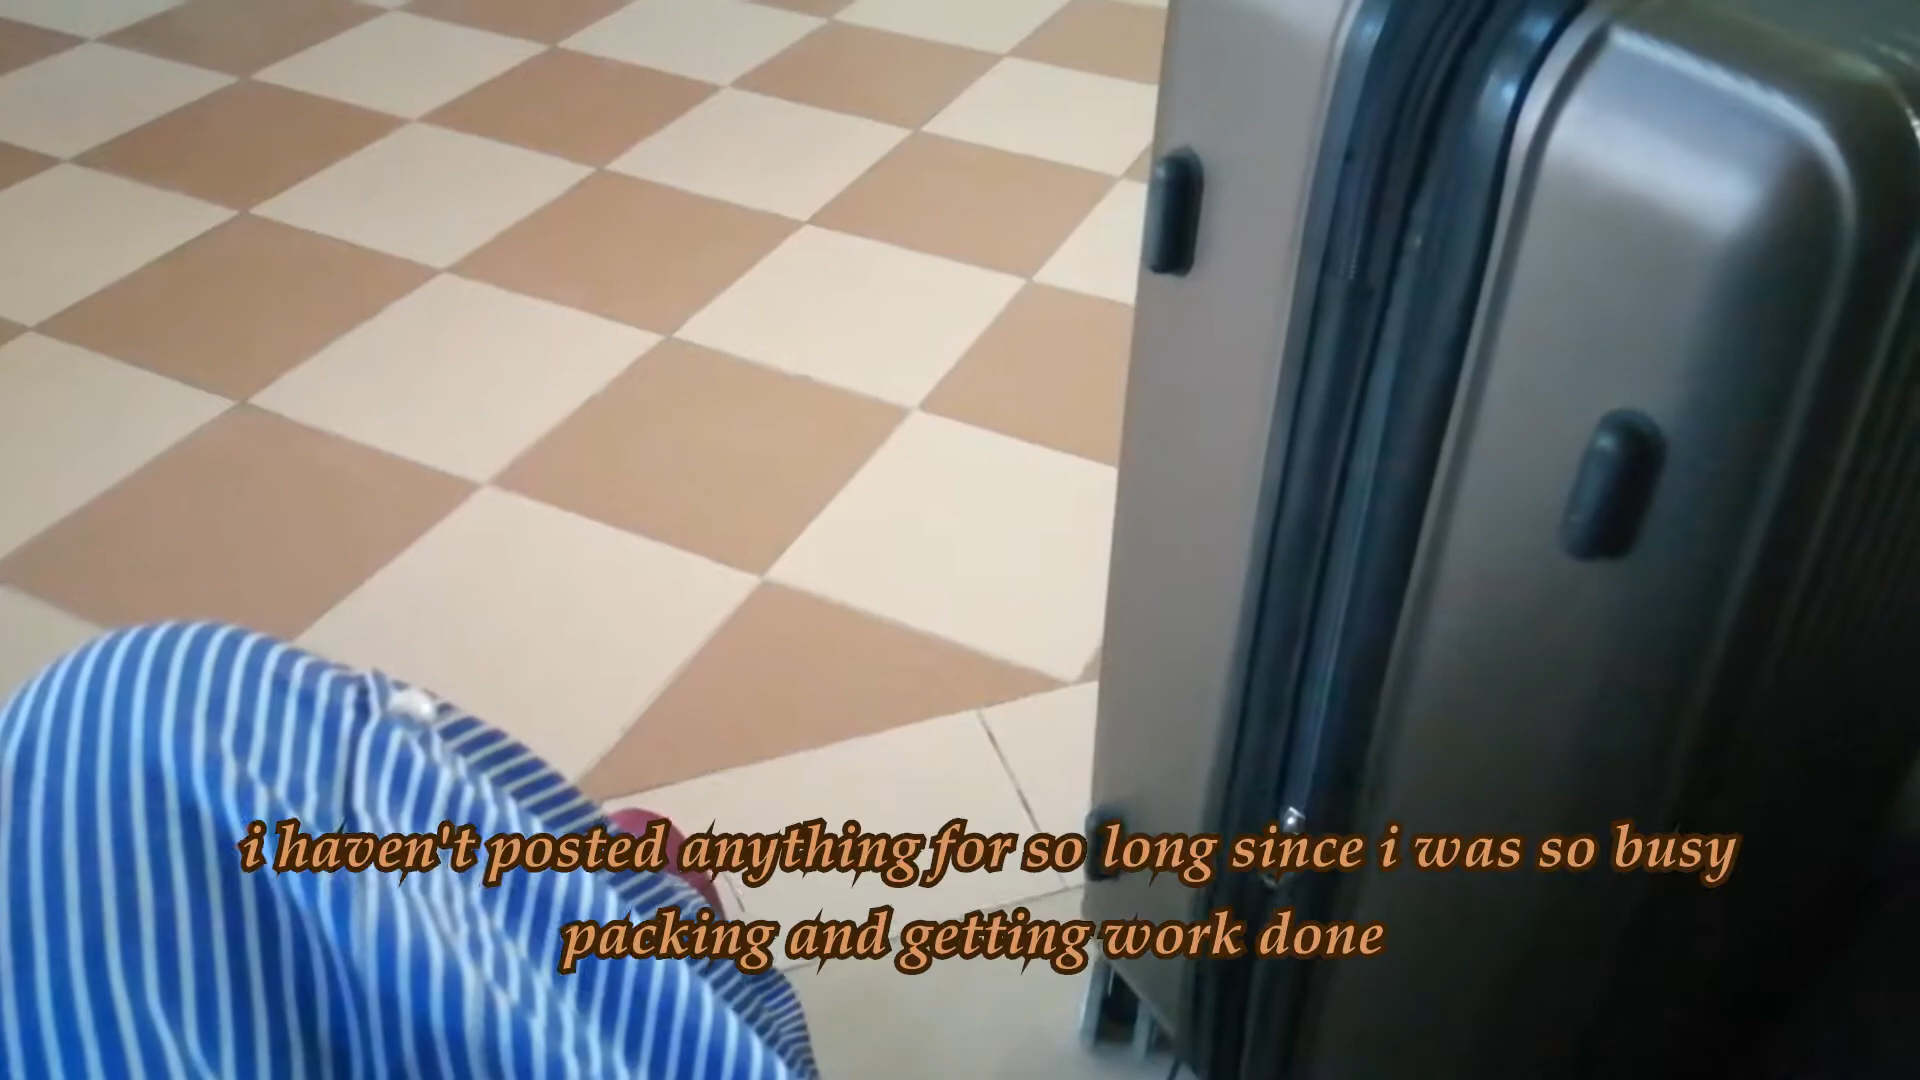 i haven't posted anything for so long since i was so busy
packing and getting work done